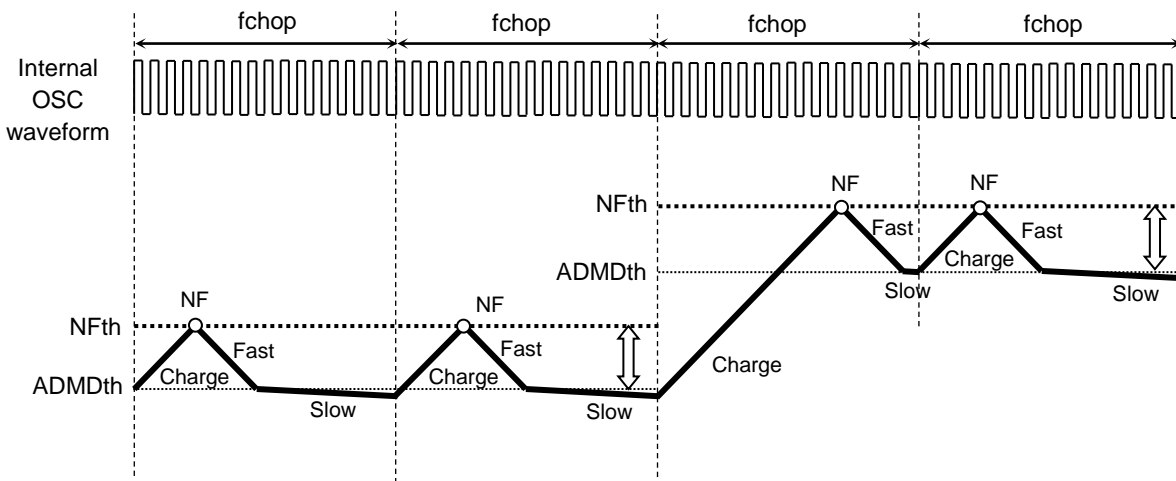 fchop
fchop
fchop
fchop
Internal
OSC
waveform
NF
NF
NFth
Fast
Fast
ADMDth
Charge
Slow
Slow
NF
NF
NFth
Fast
Fast
ADMDth
Charge
Charge
Charge
Slow
Slow